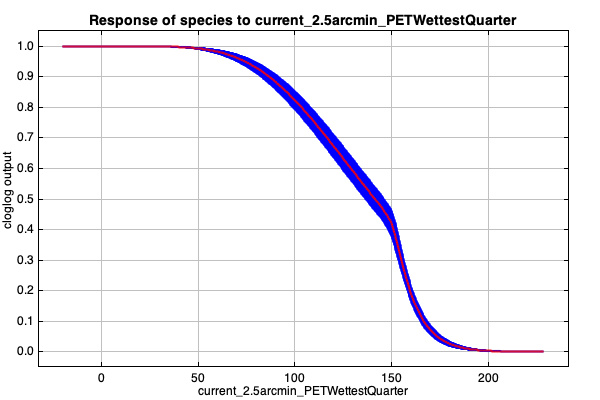 Response of species to current_2.5arcmin_PETWettestQuarter
cloglog output
1.0
0.9
0.8
0.7
0.6
0.5
0.4
0.3
0.2
0.1
0.0
0 50 100 150 200
current_2.5arcmin_PETWettestQuarter